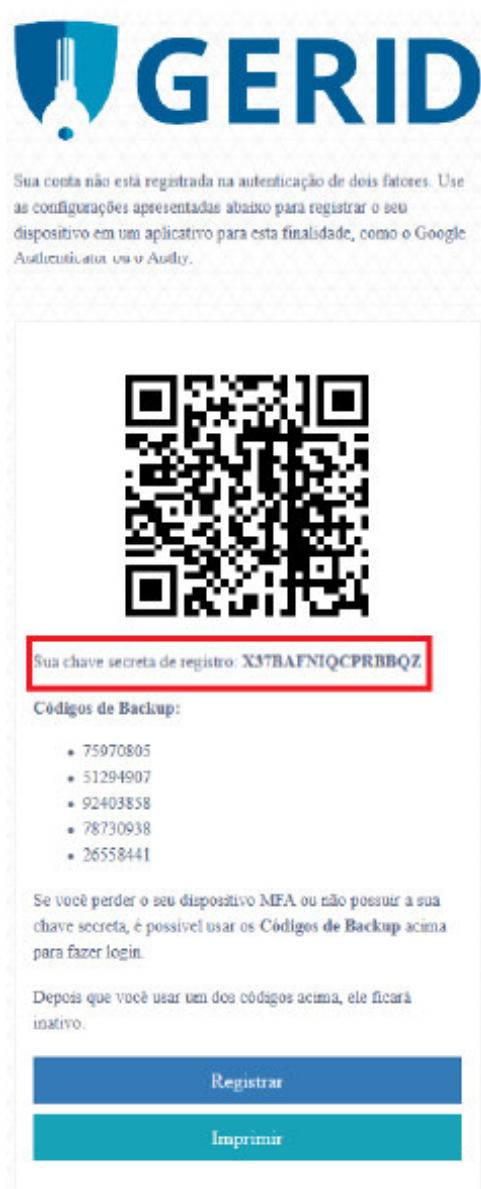 GERID
Sua conta não está registrada na autenticação de dois fatores. Use
as configurações apresentadas abaixo para registrar o seu
dispositivo em um aplicativo para esta finalidade, como o Google
Authenticator ou o Authy.
Sua chave secreta de registro: X37BAFNIQCPRBBQZ
Códigos de Backup:
• 75970805
• 51294907
• 92403858
• 78730938
• 26558441
Se você perder o seu dispositivo MFA ou não possuir a sua
chave secreta, é possível usar os Códigos de Backup acima
para fazer login.
Depois que você usar um dos códigos acima, ele ficará
inativo.
Registrar
Imprimir